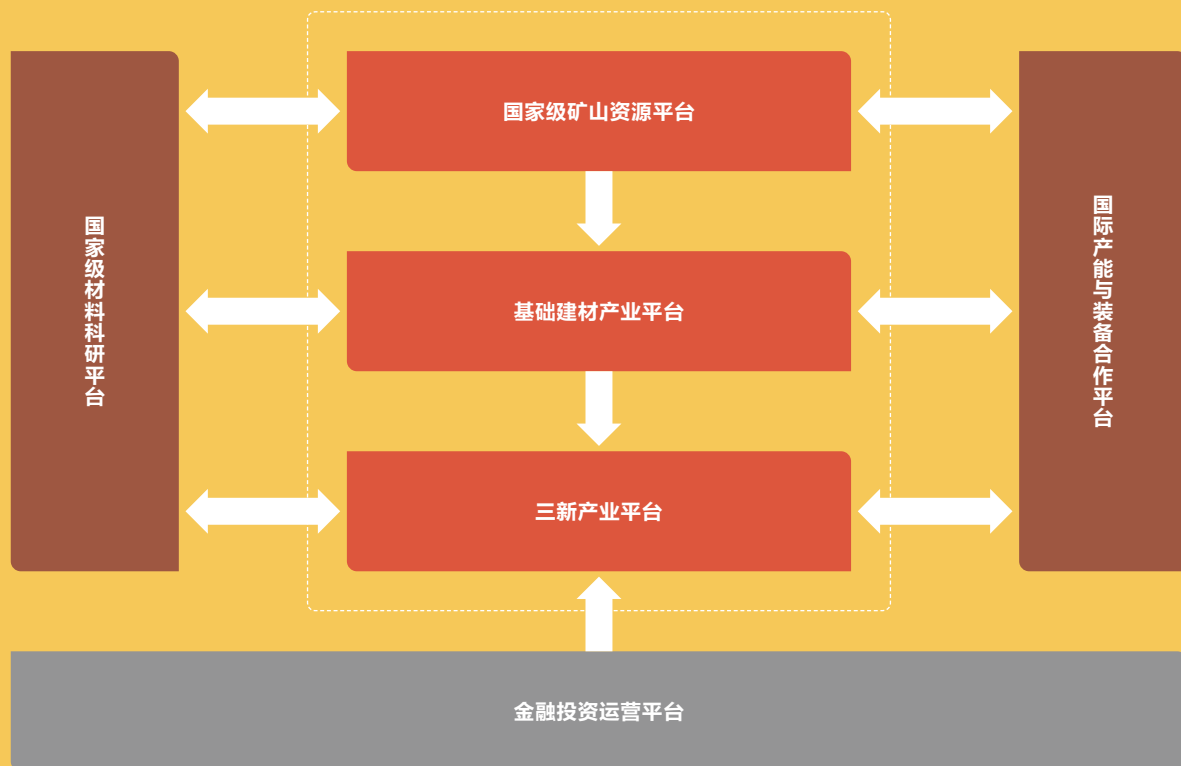 国家级矿山资源平台
国家级材料科研平台
基础建材产业平台
国际产能与装备合作平台
三新产业平台
金融投资运营平台